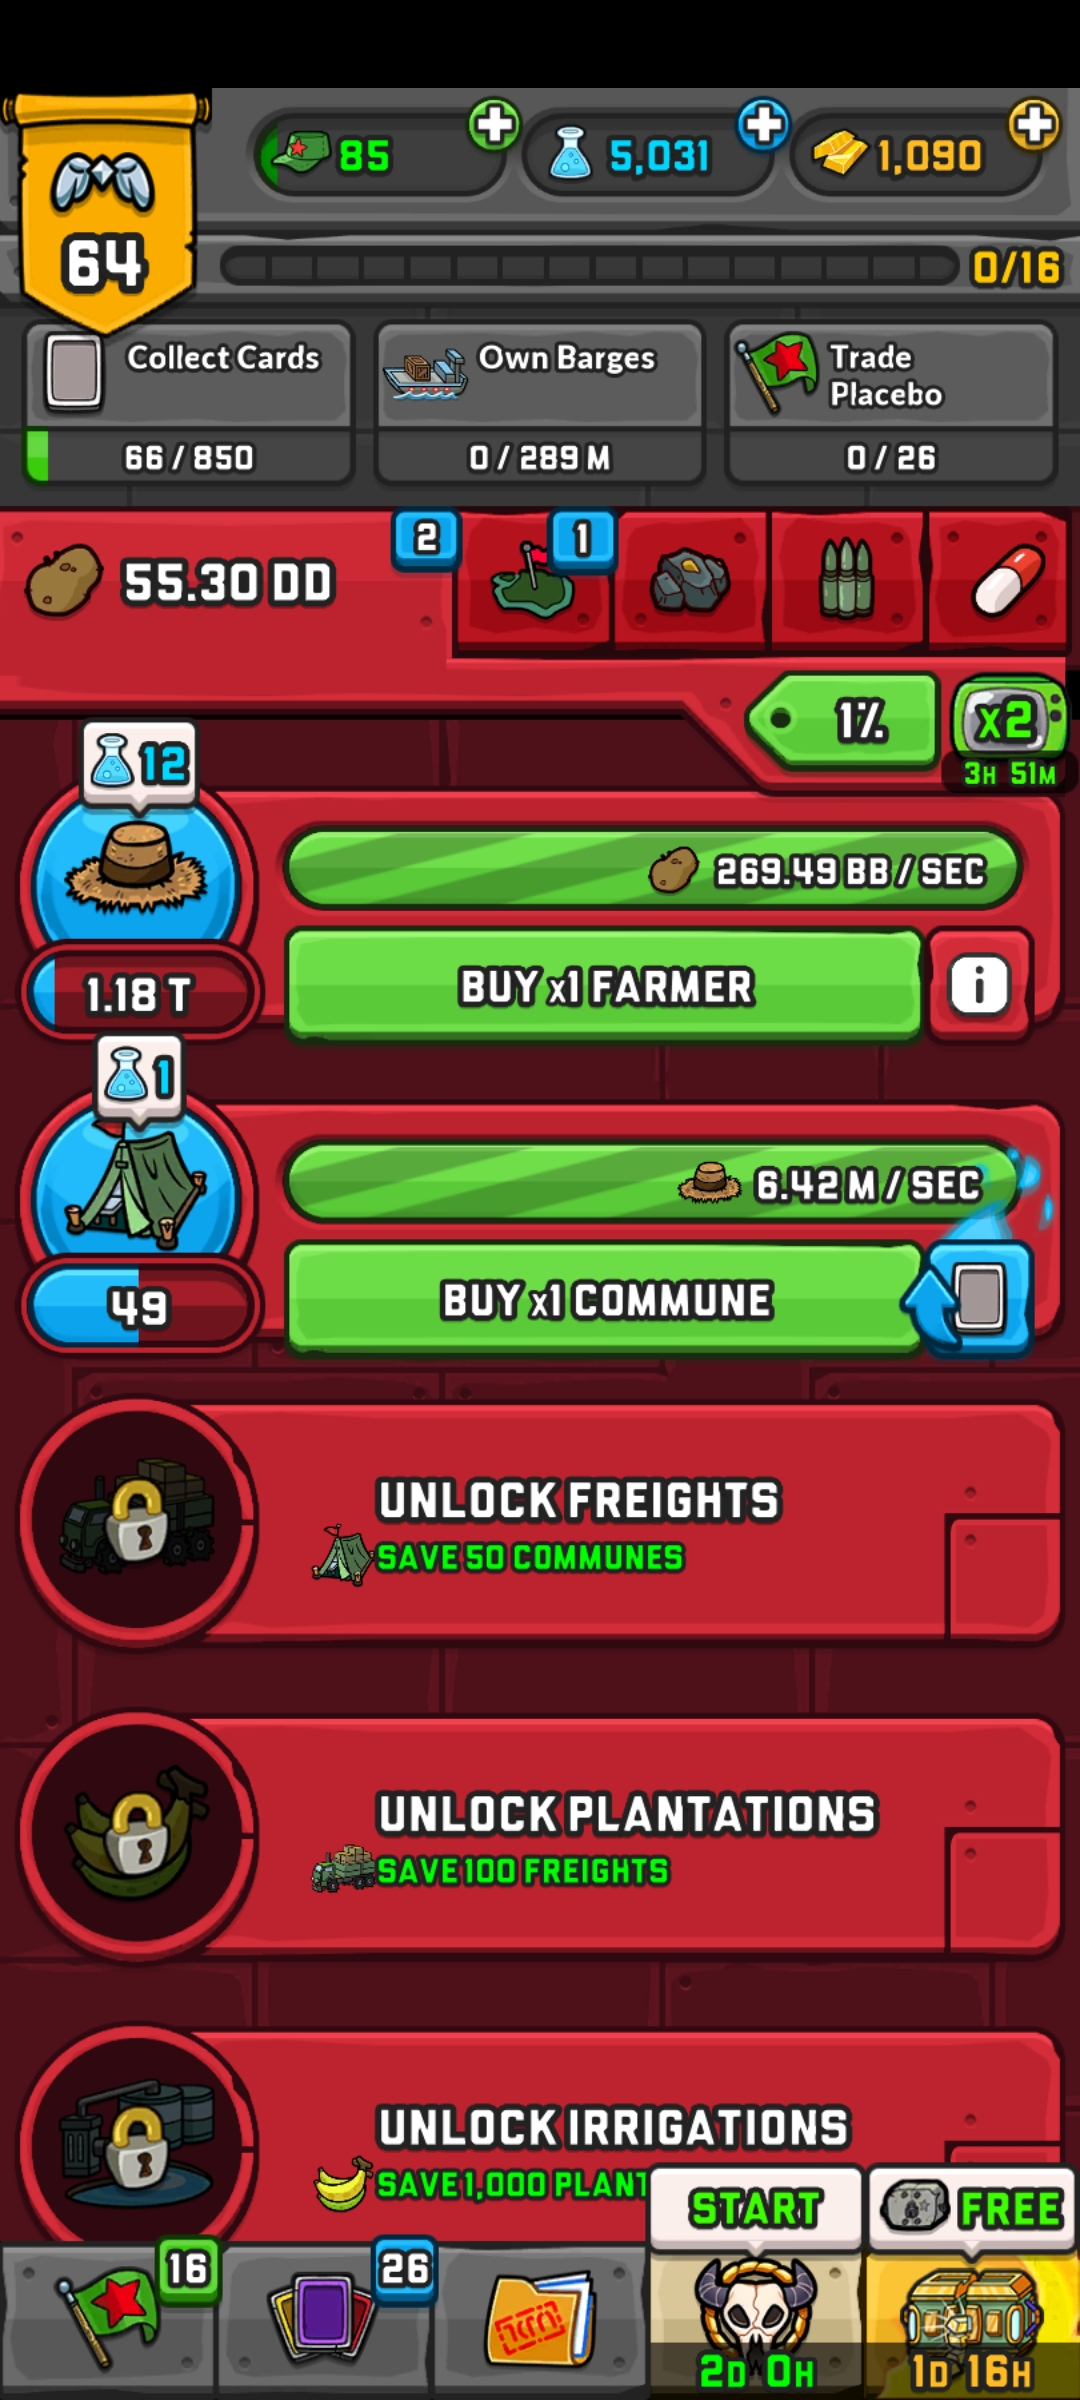 85
5,031
1,090
64
0/16
Collect Cards
66 / 850
Own Barges
0 / 289 M
Trade
Placebo
0 / 26
55.30 DD
2
1
1%
x2
3H 51M
12
269.49 BB / SEC
1.18 T
BUY x1 FARMER
i
1
6.42 M / SEC
49
BUY x1 COMMUNE
UNLOCK FREIGHTS
SAVE 50 COMMUNES
UNLOCK PLANTATIONS
SAVE 100 FREIGHTS
UNLOCK IRRIGATIONS
SAVE 1,000 PLANT
START
FREE
16
26
2D 0H
1D 16H